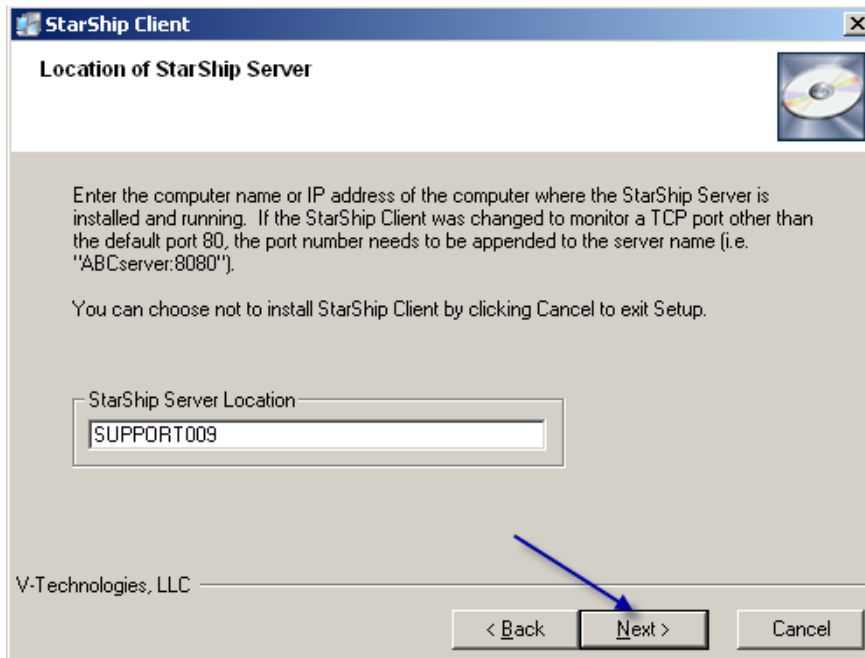 StarShip Client
Location of StarShip Server
Enter the computer name or IP address of the computer where the StarShip Server is
installed and running.  If the StarShip Client was changed to monitor a TCP port other than
the default port 80, the port number needs to be appended to the server name (i.e.
"ABCserver:8080").
You can choose not to install StarShip Client by clicking Cancel to exit Setup.
StarShip Server Location
SUPPORT009
V-Technologies, LLC
< Back
Next >
Cancel